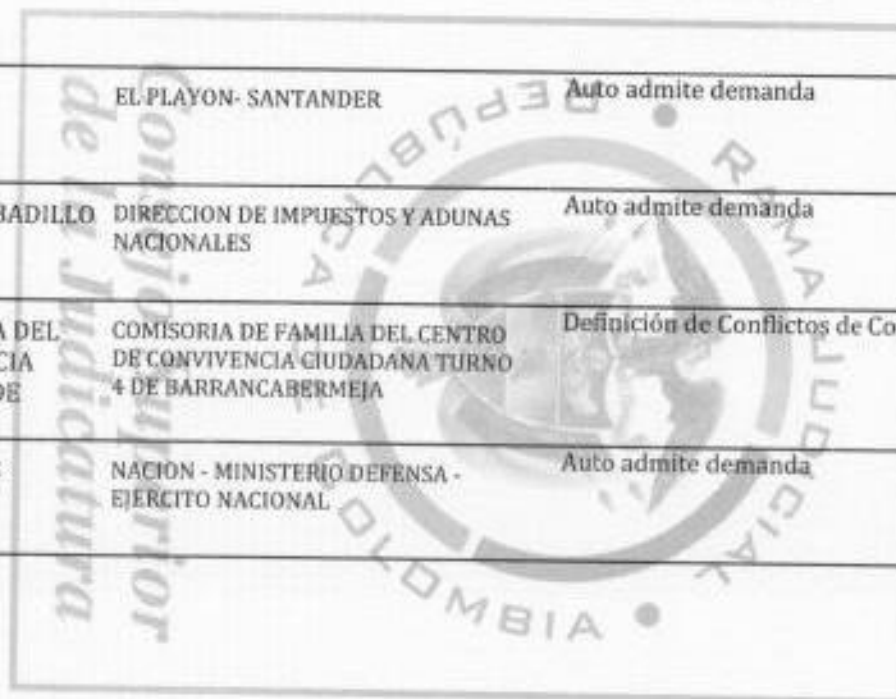 EL PLAYON- SANTANDER
Auto admite demanda
BADILLO
DIRECCION DE IMPUESTOS Y ADUNAS
NACIONALES
Auto admite demanda
A DEL
CIA
DE
COMISORIA DE FAMILIA DEL CENTRO
DE CONVIVENCIA CIUDADANA TURNO
4 DE BARRANCABERMEJA
Definición de Conflictos de Co
NACION - MINISTERIO DEFENSA -
EJERCITO NACIONAL
Auto admite demanda
Consejo Superior
de la Judicatura
REPÚBLICA DE COLOMBIA
RAMA JUDICIAL